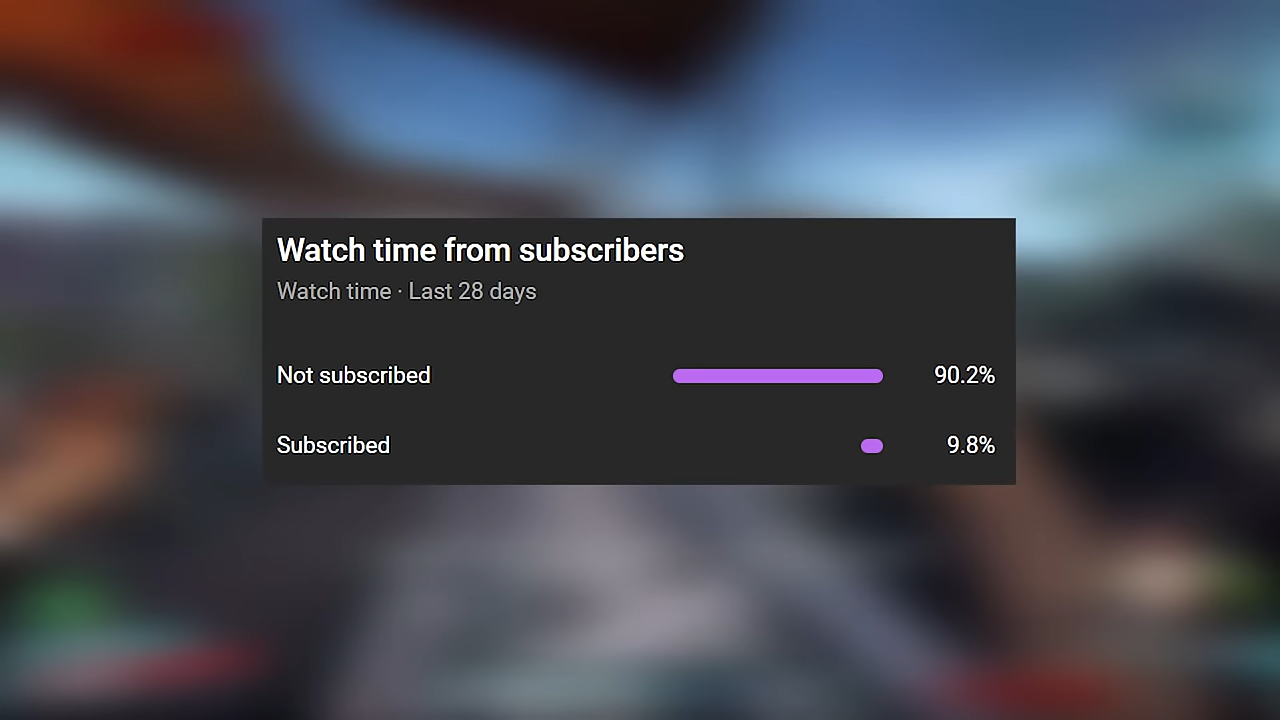 Watch time from subscribers
Watch time · Last 28 days
Not subscribed 90.2%
Subscribed 9.8%